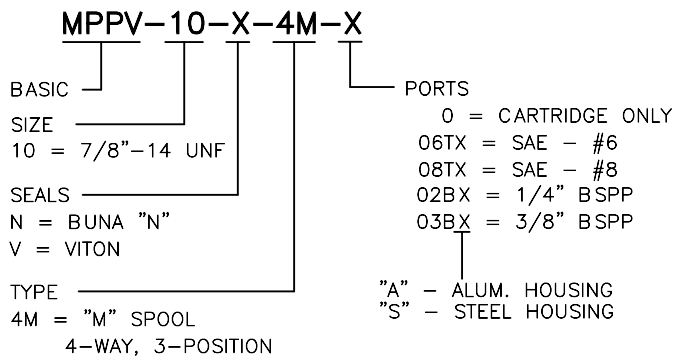 MPPV-10-X-4M-X
BASIC
SIZE
10 = 7/8"-14 UNF
SEALS
N = BUNA "N"
V = VITON
TYPE
4M = "M" SPOOL
4-WAY, 3-POSITION
PORTS
0 = CARTRIDGE ONLY
06TX = SAE - #6
08TX = SAE - #8
02BX = 1/4" BSPP
03BX = 3/8" BSPP
"A" - ALUM. HOUSING
"S" - STEEL HOUSING